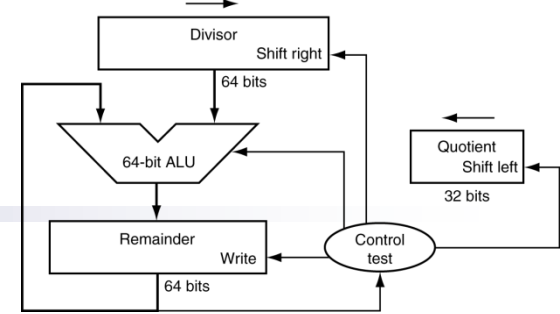 Divisor
Shift right
64 bits
64-bit ALU
Quotient
Shift left
32 bits
Remainder
Write
Control
test
64 bits